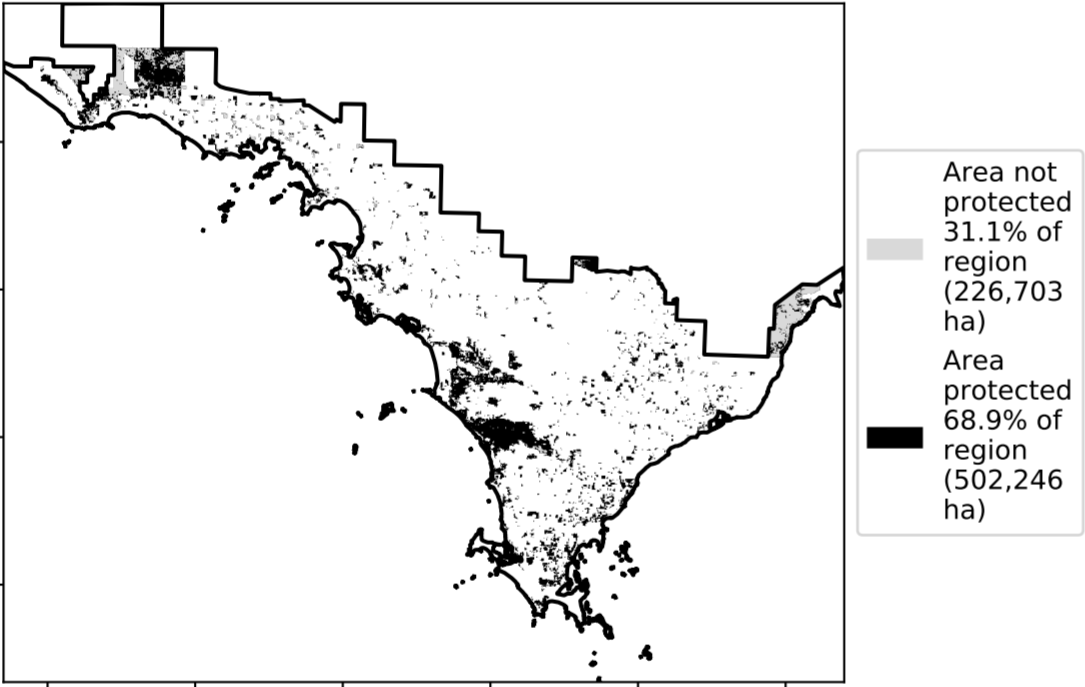 Area not
protected
31.1% of
region
(226,703
ha)
Area
protected
68.9% of
region
(502,246
ha)